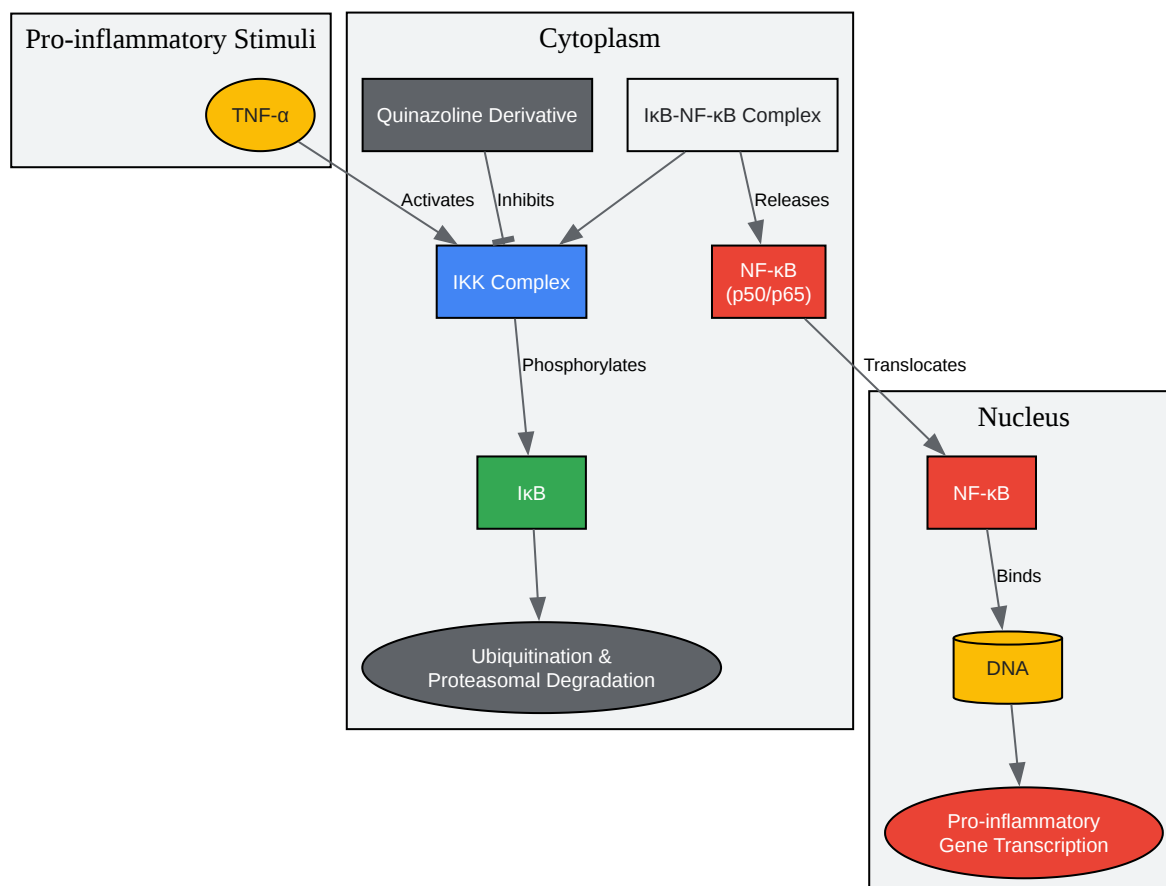 Pro-inflammatory Stimuli
Cytoplasm
TNF-α
Quinazoline Derivative
IκB-NF-κB Complex
Activates
Inhibits
Releases
IKK Complex
NF-κB
(p50/p65)
Phosphorylates
Translocates
Nucleus
IκB
NF-κB
Binds
Ubiquitination &
Proteasomal Degradation
DNA
Pro-inflammatory
Gene Transcription